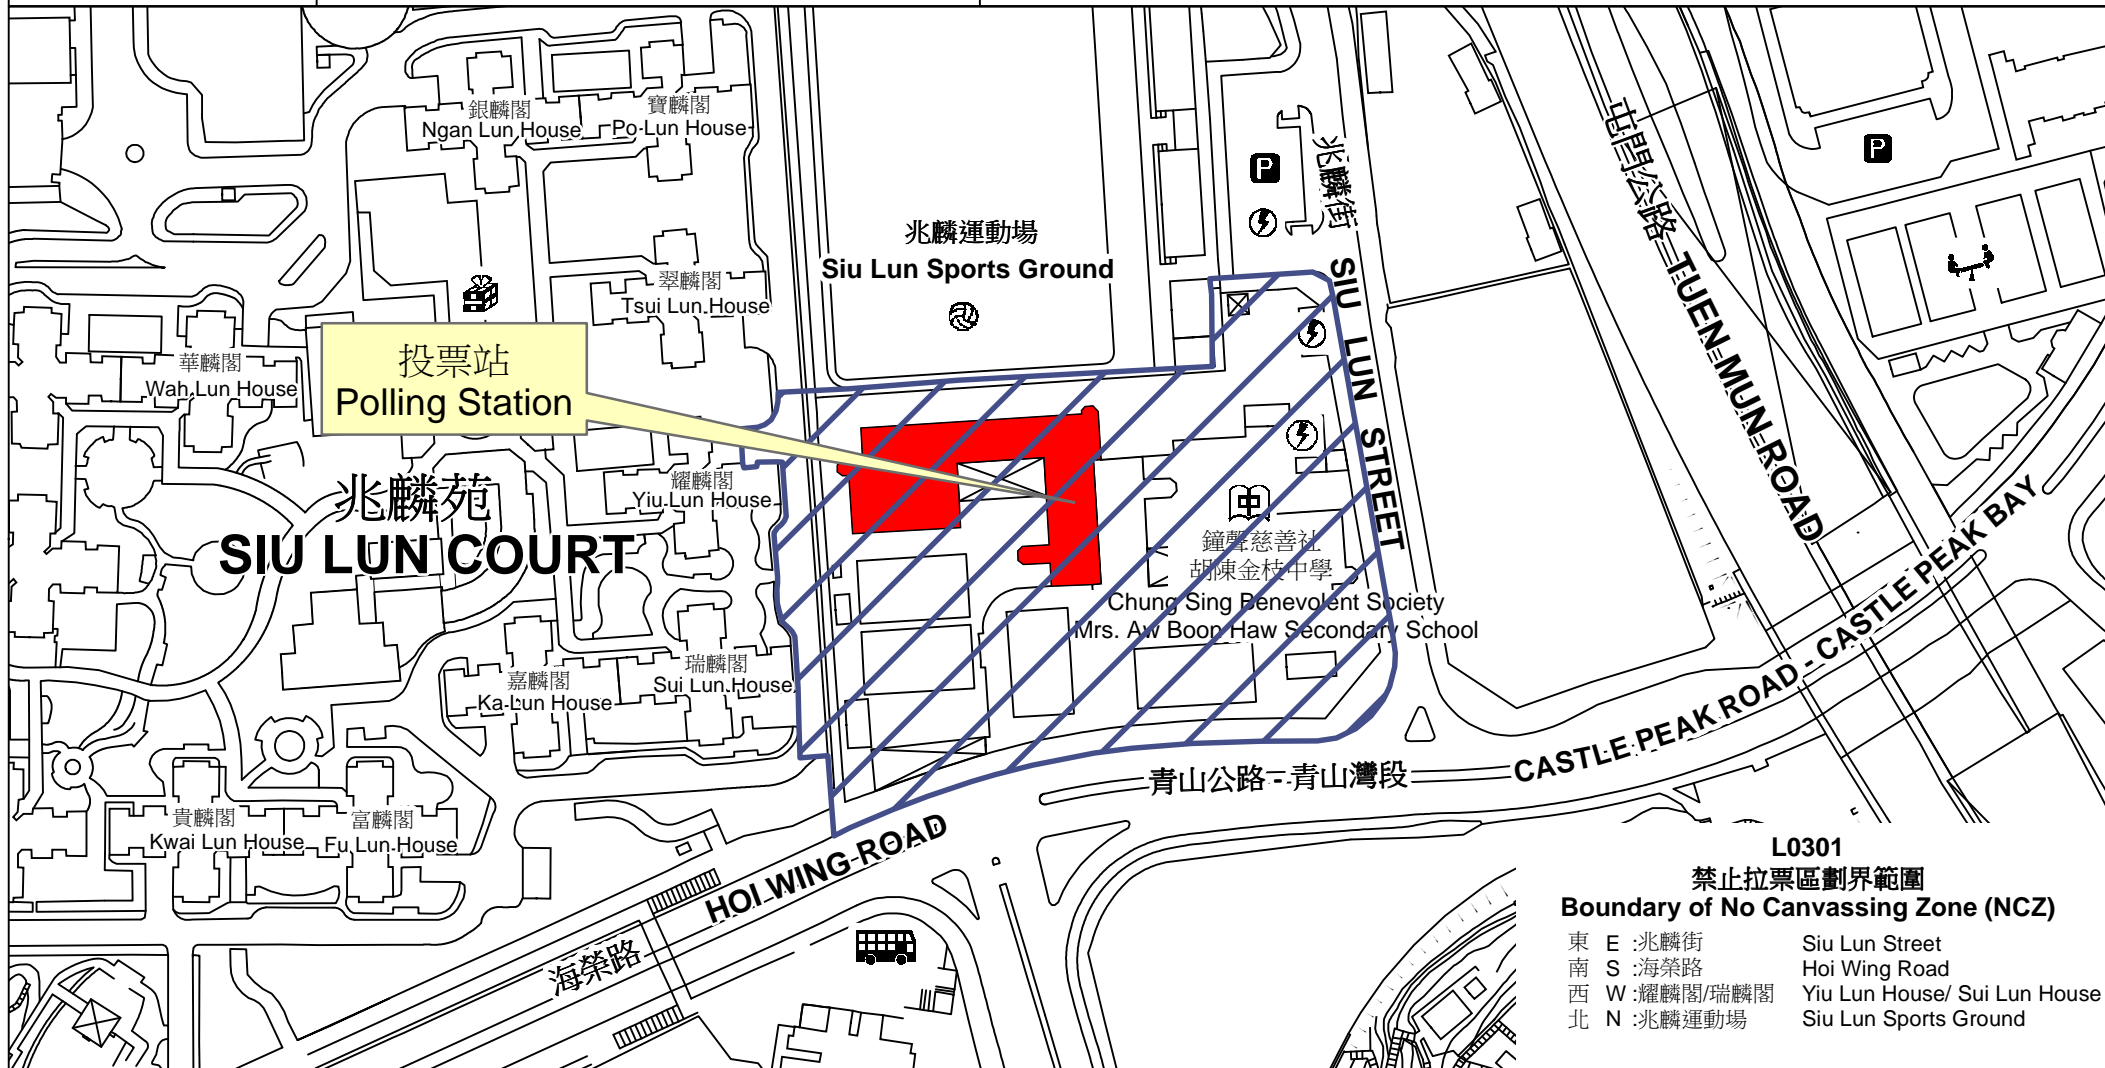 銀麟閣
Ngan Lun House
寶麟閣
Po Lun House
P
兆麟街
屯門公路 TUEN MUN ROAD
P
兆麟運動場
Siu Lun Sports Ground
翠麟閣
Tsui Lun House
SIU LUN STREET
投票站
Polling Station
華麟閣
Wah Lun House
兆麟苑
SIU LUN COURT
耀麟閣
Yiu Lun House
中
鐘聲慈善社
胡陳金枝中學
Chung Sing Benevolent Society
Mrs. Aw Boon Haw Secondary School
嘉麟閣
Ka Lun House
瑞麟閣
Sui Lun House
青山公路 - 青山灣段
CASTLE PEAK ROAD - CASTLE PEAK BAY
貴麟閣
Kwai Lun House
富麟閣
Fu Lun House
海榮路
HOI WING ROAD
L0301
禁止拉票區劃界範圍
Boundary of No Canvassing Zone (NCZ)
東 E :兆麟街 Siu Lun Street
南 S :海榮路 Hoi Wing Road
西 W :耀麟閣/瑞麟閣 Yiu Lun House/ Sui Lun House
北 N :兆麟運動場 Siu Lun Sports Ground